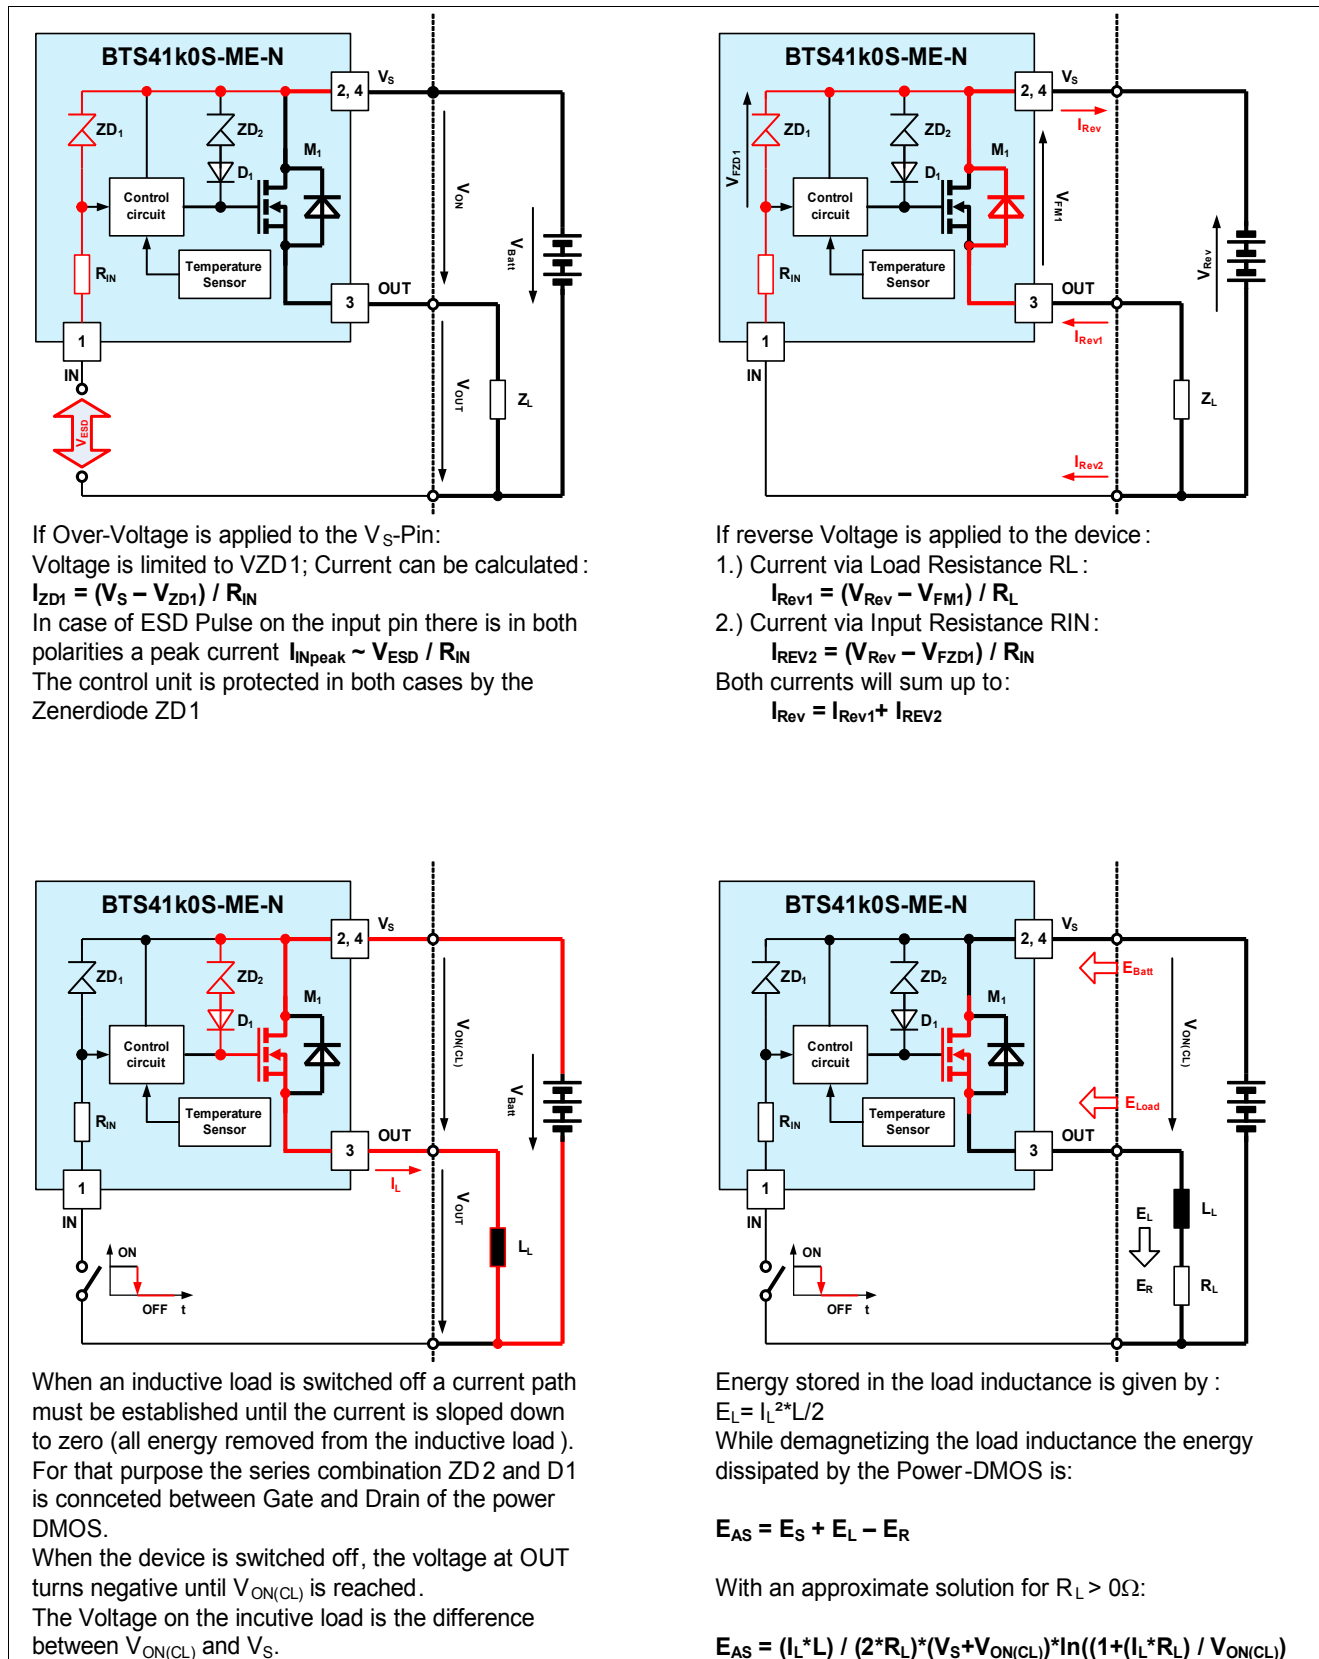 BTS41k0S-ME-N
VS
2, 4
ZD1
ZD2
M1
D1
Control
circuit
VON
VBatt
RIN
Temperature
Sensor
OUT
3
1
IN
VESD
VOUT
ZL
If Over-Voltage is applied to the VS-Pin:
Voltage is limited to VZD1; Current can be calculated:
IZD1 = (VS – VZD1) / RIN
In case of ESD Pulse on the input pin there is in both
polarities a peak current IINpeak ~ VESD / RIN
The control unit is protected in both cases by the
Zenerdiode ZD1
BTS41k0S-ME-N
VS
2, 4
IRev
VFZD1
ZD1
ZD2
M1
D1
Control
circuit
VFM1
VRev
RIN
Temperature
Sensor
OUT
3
IRev1
1
IN
ZL
IRev2
If reverse Voltage is applied to the device:
1.) Current via Load Resistance RL:
IRev1 = (VRev – VFM1) / RL
2.) Current via Input Resistance RIN:
IREV2 = (VRev – VFZD1) / RIN
Both currents will sum up to:
IRev = IRev1+ IREV2
BTS41k0S-ME-N
VS
2, 4
ZD1
ZD2
M1
D1
Control
circuit
VON(CL)
VBatt
RIN
Temperature
Sensor
OUT
3
IL
1
IN
VOUT
LL
ON
OFF t
When an inductive load is switched off a current path
must be established until the current is sloped down
to zero (all energy removed from the inductive load ).
For that purpose the series combination ZD2 and D1
is connceted between Gate and Drain of the power
DMOS.
When the device is switched off, the voltage at OUT
turns negative until VON(CL) is reached.
The Voltage on the incutive load is the difference
between VON(CL) and VS.
BTS41k0S-ME-N
VS
2, 4
EBatt
ZD1
ZD2
M1
D1
Control
circuit
VON(CL)
RIN
Temperature
Sensor
ELoad
OUT
3
1
IN
EL
LL
ER
RL
ON
OFF t
Energy stored in the load inductance is given by :
EL= IL²*L/2
While demagnetizing the load inductance the energy
dissipated by the Power-DMOS is:
EAS = ES + EL – ER
With an approximate solution for RL > 0Ω:
EAS = (IL*L) / (2*RL)*(VS+VON(CL))*ln((1+(IL*RL) / VON(CL))